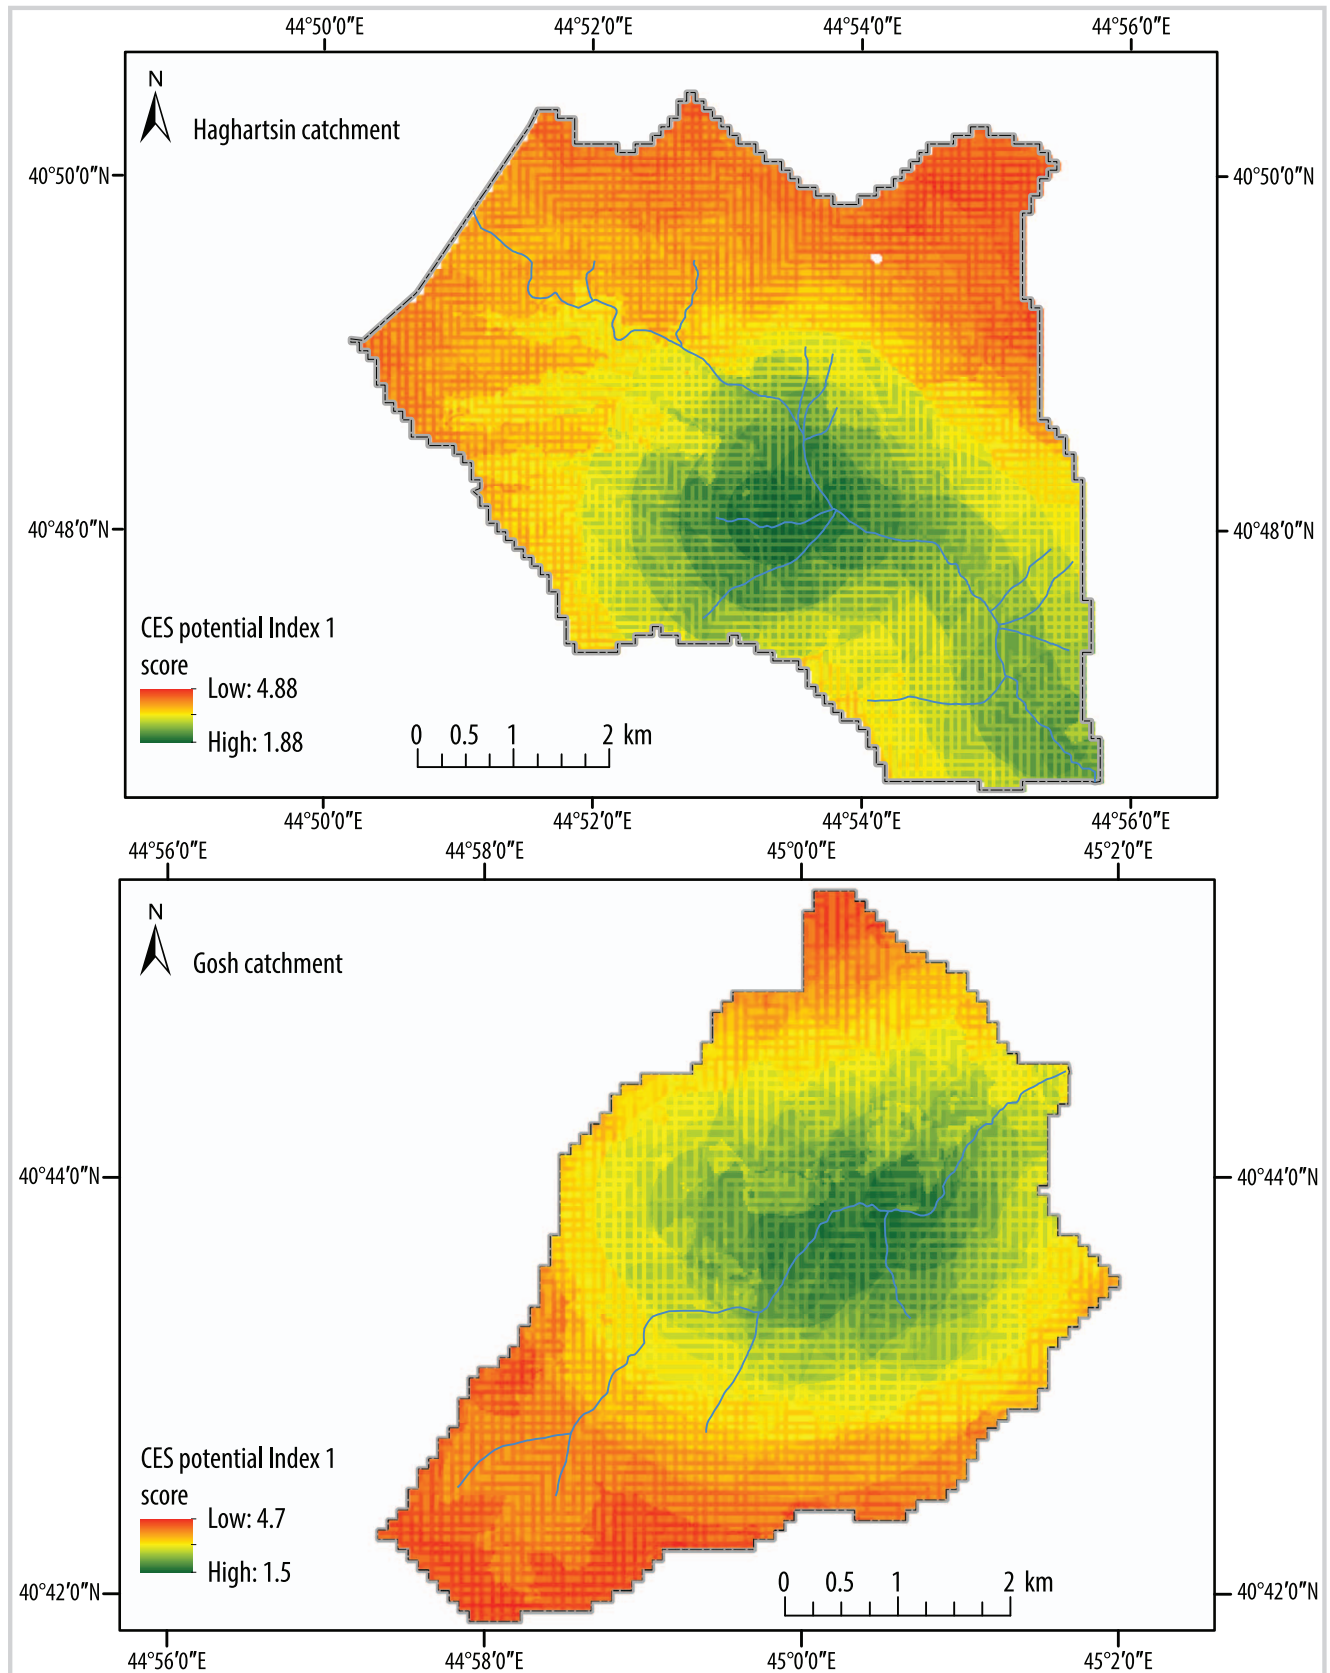 44°50′0″E 44°52′0″E 44°54′0″E 44°56′0″E
N
Haghartsin catchment
40°50′0″N 40°50′0″N
40°48′0″N 40°48′0″N
CES potential Index 1
score
Low: 4.88
High: 1.88
0 0.5 1 2 km
44°50′0″E 44°52′0″E 44°54′0″E 44°56′0″E
44°56′0″E 44°58′0″E 45°0′0″E 45°2′0″E
N
Gosh catchment
40°44′0″N 40°44′0″N
CES potential Index 1
score
Low: 4.7
High: 1.5
0 0.5 1 2 km
40°42′0″N 40°42′0″N
44°56′0″E 44°58′0″E 45°0′0″E 45°2′0″E